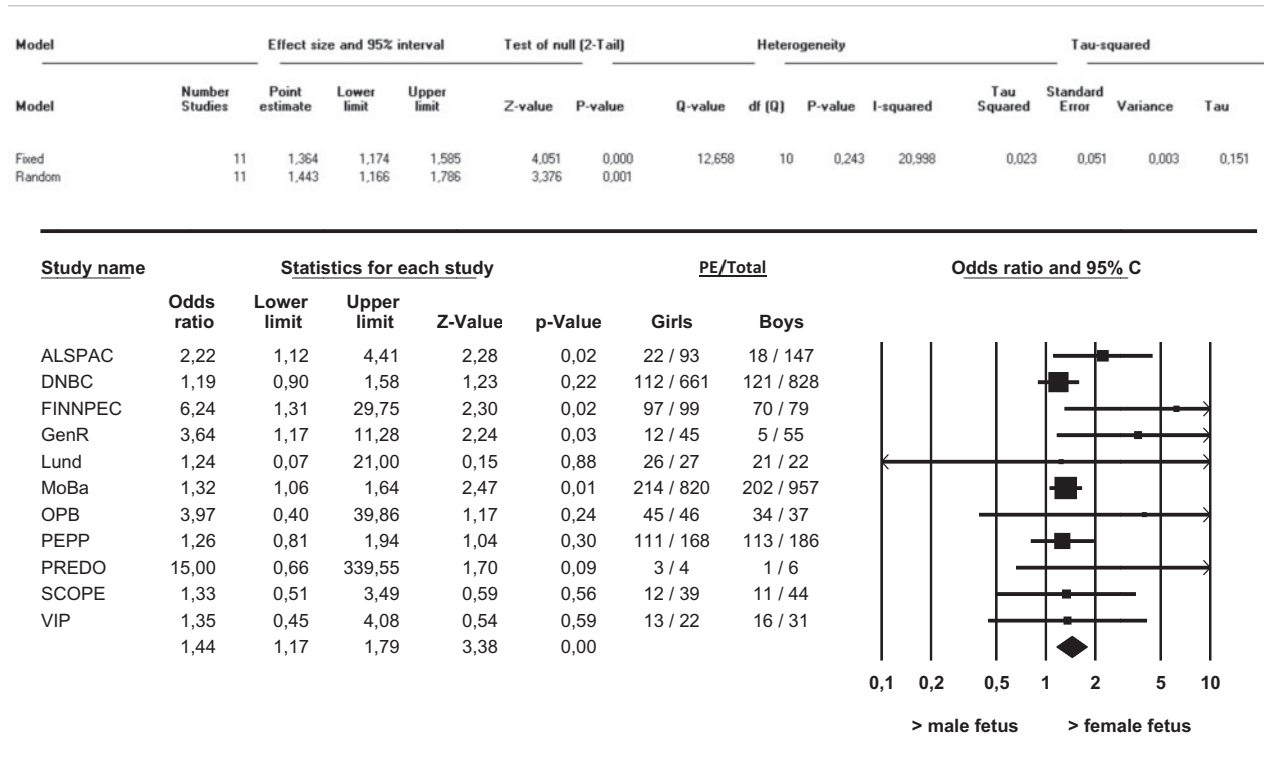 Model Effect size and 95% interval Test of null (2-Tail) Heterogeneity Tau-squared
Model Number Studies Point estimate Lower limit Upper limit Z-value P-value Q-value df (Q) P-value I-squared Tau Squared Standard Error Variance Tau
Fixed 11 1,364 1,174 1,585 4,051 0,000 12,658 10 0,243 20,998 0,023 0,051 0,003 0,151
Random 11 1,443 1,166 1,786 3,376 0,001
Study name Statistics for each study PE/Total Odds ratio and 95% C
Odds ratio Lower limit Upper limit Z-Value p-Value Girls Boys
ALSPAC 2,22 1,12 4,41 2,28 0,02 22 / 93 18 / 147
DNBC 1,19 0,90 1,58 1,23 0,22 112 / 661 121 / 828
FINNPEC 6,24 1,31 29,75 2,30 0,02 97 / 99 70 / 79
GenR 3,64 1,17 11,28 2,24 0,03 12 / 45 5 / 55
Lund 1,24 0,07 21,00 0,15 0,88 26 / 27 21 / 22
MoBa 1,32 1,06 1,64 2,47 0,01 214 / 820 202 / 957
OPB 3,97 0,40 39,86 1,17 0,24 45 / 46 34 / 37
PEPP 1,26 0,81 1,94 1,04 0,30 111 / 168 113 / 186
PREDO 15,00 0,66 339,55 1,70 0,09 3 / 4 1 / 6
SCOPE 1,33 0,51 3,49 0,59 0,56 12 / 39 11 / 44
VIP 1,35 0,45 4,08 0,54 0,59 13 / 22 16 / 31
1,44 1,17 1,79 3,38 0,00
0,1 0,2 0,5 1 2 5 10
> male fetus > female fetus